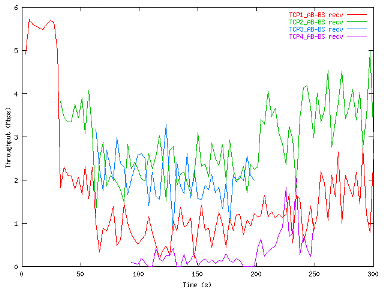 TCP1_AB-BS recv
TCP2_AB-BS recv
TCP3_AB-BS recv
TCP4_AB-BS recv
Throughput (Mbps)
6
5
4
3
2
1
0
0 50 100 150 200 250 300
Time (s)